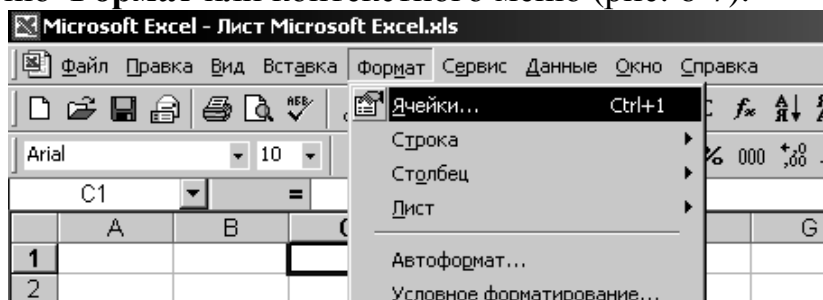 Формат или контекстного меню (рис. 6-7):
Microsoft Excel - Лист Microsoft Excel.xls
Файл Правка Вид Вставка Формат Сервис Данные Окно Справка
Ячейки... Ctrl+1
Arial 10 % 000
Строка
Столбец
C1 =
Лист
A B G
1
Автоформат...
2
Условное форматирование...